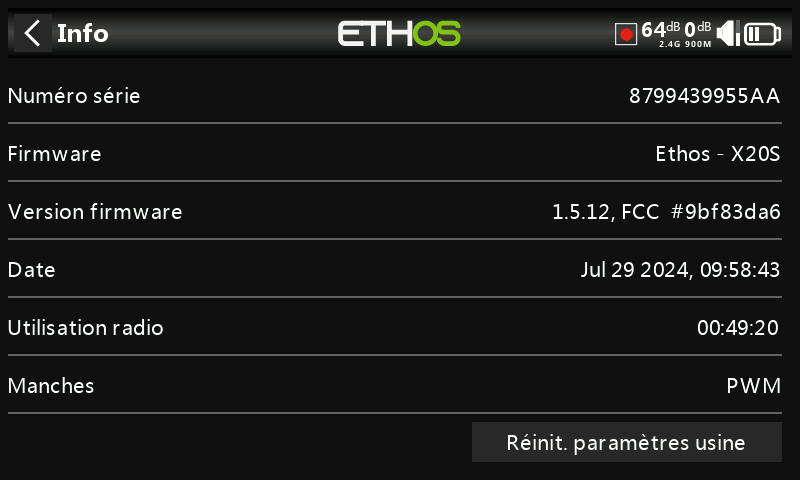 Info
ETHOS
64dB 0dB
2.4G 900M
Numéro série 8799439955AA
Firmware Ethos - X20S
Version firmware 1.5.12, FCC #9bf83da6
Date Jul 29 2024, 09:58:43
Utilisation radio 00:49:20
Manches PWM
Réinit. paramètres usine